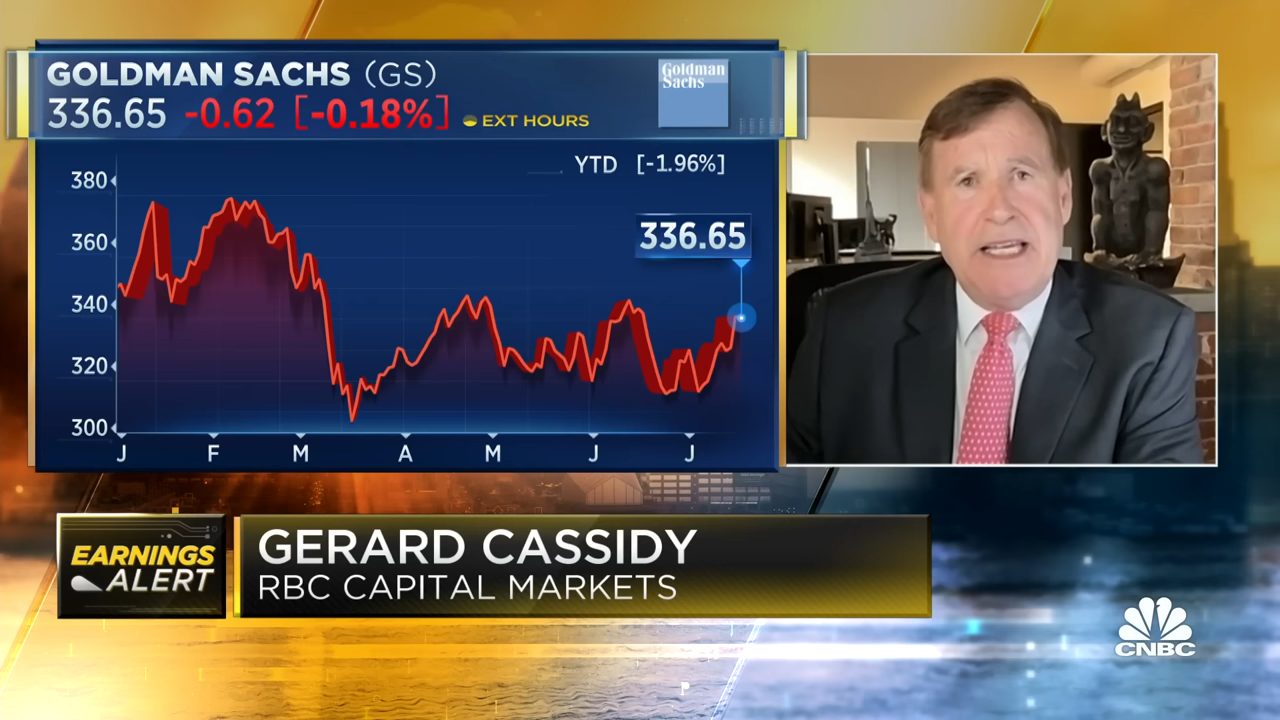 GOLDMAN SACHS (GS)
336.65 -0.62 [-0.18%] EXT HOURS
Goldman
Sachs
YTD [-1.96%]
336.65
380
360
340
320
300
J F M A M J J
EARNINGS
ALERT
GERARD CASSIDY
RBC CAPITAL MARKETS
CNBC
P